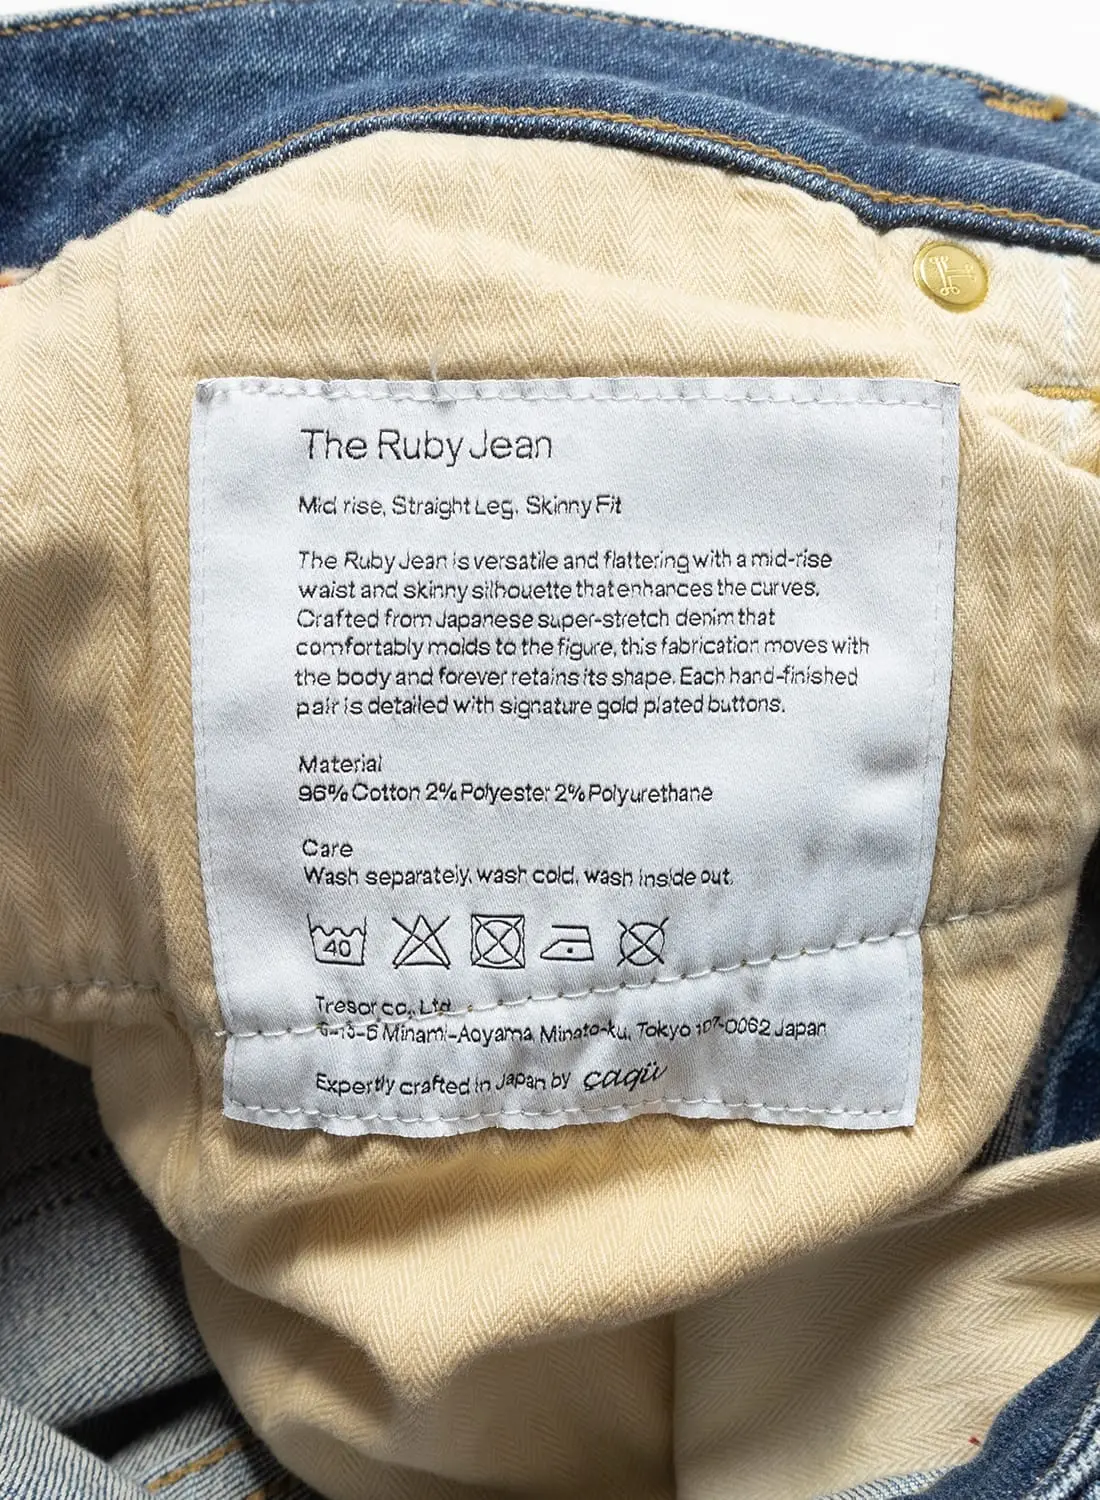 The Ruby Jean
Mid rise, Straight Leg, Skinny Fit
The Ruby Jean is versatile and flattering with a mid-rise
waist and skinny silhouette that enhances the curves.
Crafted from Japanese super-stretch denim that
comfortably molds to the figure, this fabrication moves with
the body and forever retains its shape. Each hand-finished
pair is detailed with signature gold plated buttons.
Material
96% Cotton 2% Polyester 2% Polyurethane
Care
Wash separately, wash cold, wash inside out.
40
Tresor co., Ltd
Minami-Aoyama, Minato-ku, Tokyo 107-0062 Japan
Expertly crafted in Japan by çaqü